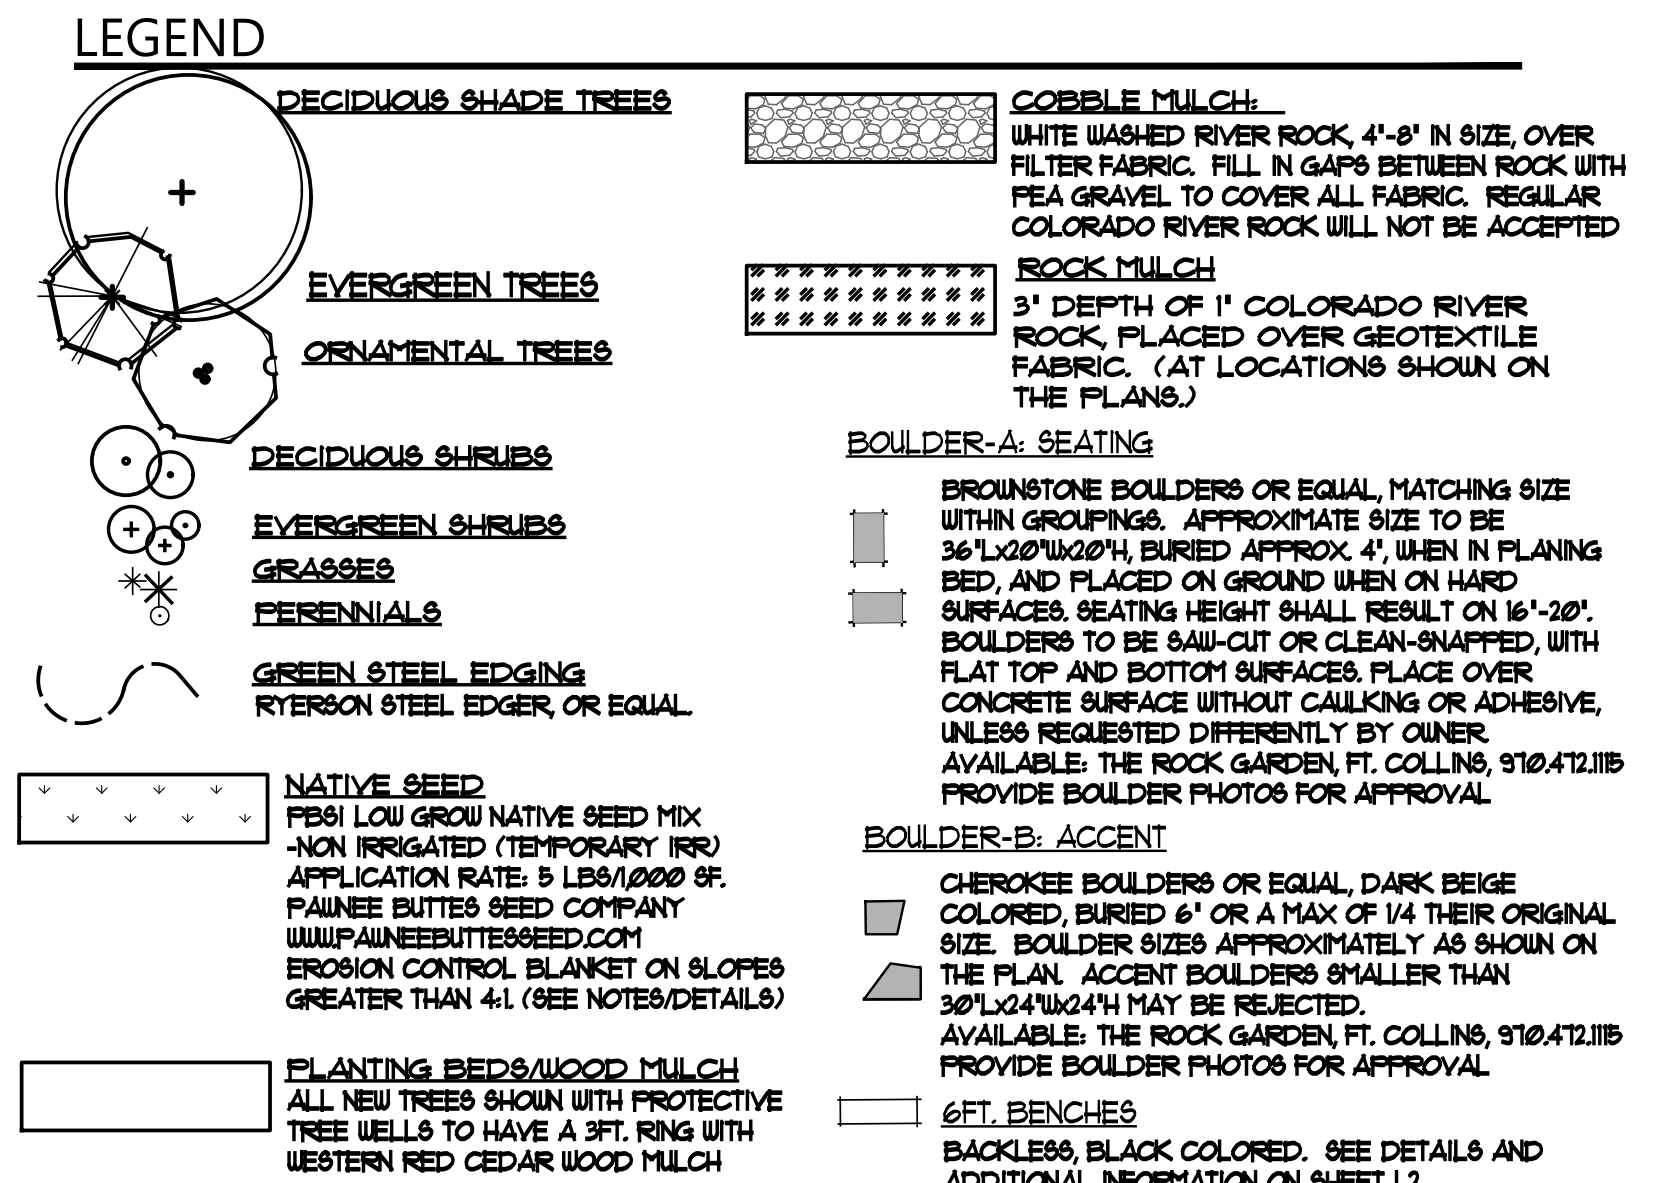 LEGEND
DECIDUOUS SHADE TREES
EVERGREEN TREES
ORNAMENTAL TREES
DECIDUOUS SHRUBS
EVERGREEN SHRUBS
GRASSES
PERENNIALS
GREEN STEEL EDGING
RYERSON STEEL EDGER, OR EQUAL.
NATIVE SEED
PBSI LOW GROW NATIVE SEED MIX
-NON IRRIGATED (TEMPORARY IRR)
APPLICATION RATE: 5 LBS/1,000 SF.
PAWNEE BUTTES SEED COMPANY
WWW.PAWNEEBUTTESSEED.COM
EROSION CONTROL BLANKET ON SLOPES
GREATER THAN 4:1. (SEE NOTES/DETAILS)
PLANTING BEDS/WOOD MULCH
ALL NEW TREES SHOWN WITH PROTECTIVE
TREE WELLS TO HAVE A 3FT. RING WITH
WESTERN RED CEDAR WOOD MULCH
COBBLE MULCH:
WHITE WASHED RIVER ROCK, 4"-8" IN SIZE, OVER
FILTER FABRIC. FILL IN GAPS BETWEEN ROCK WITH
PEA GRAVEL TO COVER ALL FABRIC. REGULAR
COLORADO RIVER ROCK WILL NOT BE ACCEPTED
ROCK MULCH
3" DEPTH OF 1" COLORADO RIVER
ROCK, PLACED OVER GEOTEXTILE
FABRIC. (AT LOCATIONS SHOWN ON
THE PLANS.)
BOULDER-A: SEATING
BROWNSTONE BOULDERS OR EQUAL, MATCHING SIZE
WITHIN GROUPINGS. APPROXIMATE SIZE TO BE
36"Lx20"Wx20"H, BURIED APPROX. 4", WHEN IN PLANING
BED, AND PLACED ON GROUND WHEN ON HARD
SURFACES. SEATING HEIGHT SHALL RESULT ON 16"-20".
BOULDERS TO BE SAW-CUT OR CLEAN-SNAPPED, WITH
FLAT TOP AND BOTTOM SURFACES. PLACE OVER
CONCRETE SURFACE WITHOUT CAULKING OR ADHESIVE,
UNLESS REQUESTED DIFFERENTLY BY OWNER.
AVAILABLE: THE ROCK GARDEN, FT. COLLINS, 970.472.1115
PROVIDE BOULDER PHOTOS FOR APPROVAL
BOULDER-B: ACCENT
CHEROKEE BOULDERS OR EQUAL, DARK BEIGE
COLORED, BURIED 6" OR A MAX OF 1/4 THEIR ORIGINAL
SIZE. BOULDER SIZES APPROXIMATELY AS SHOWN ON
THE PLAN. ACCENT BOULDERS SMALLER THAN
30"Lx24"Wx24"H MAY BE REJECTED.
AVAILABLE: THE ROCK GARDEN, FT. COLLINS, 970.472.1115
PROVIDE BOULDER PHOTOS FOR APPROVAL
6FT. BENCHES
BACKLESS, BLACK COLORED. SEE DETAILS AND
ADDITIONAL INFORMATION ON SHEET L2